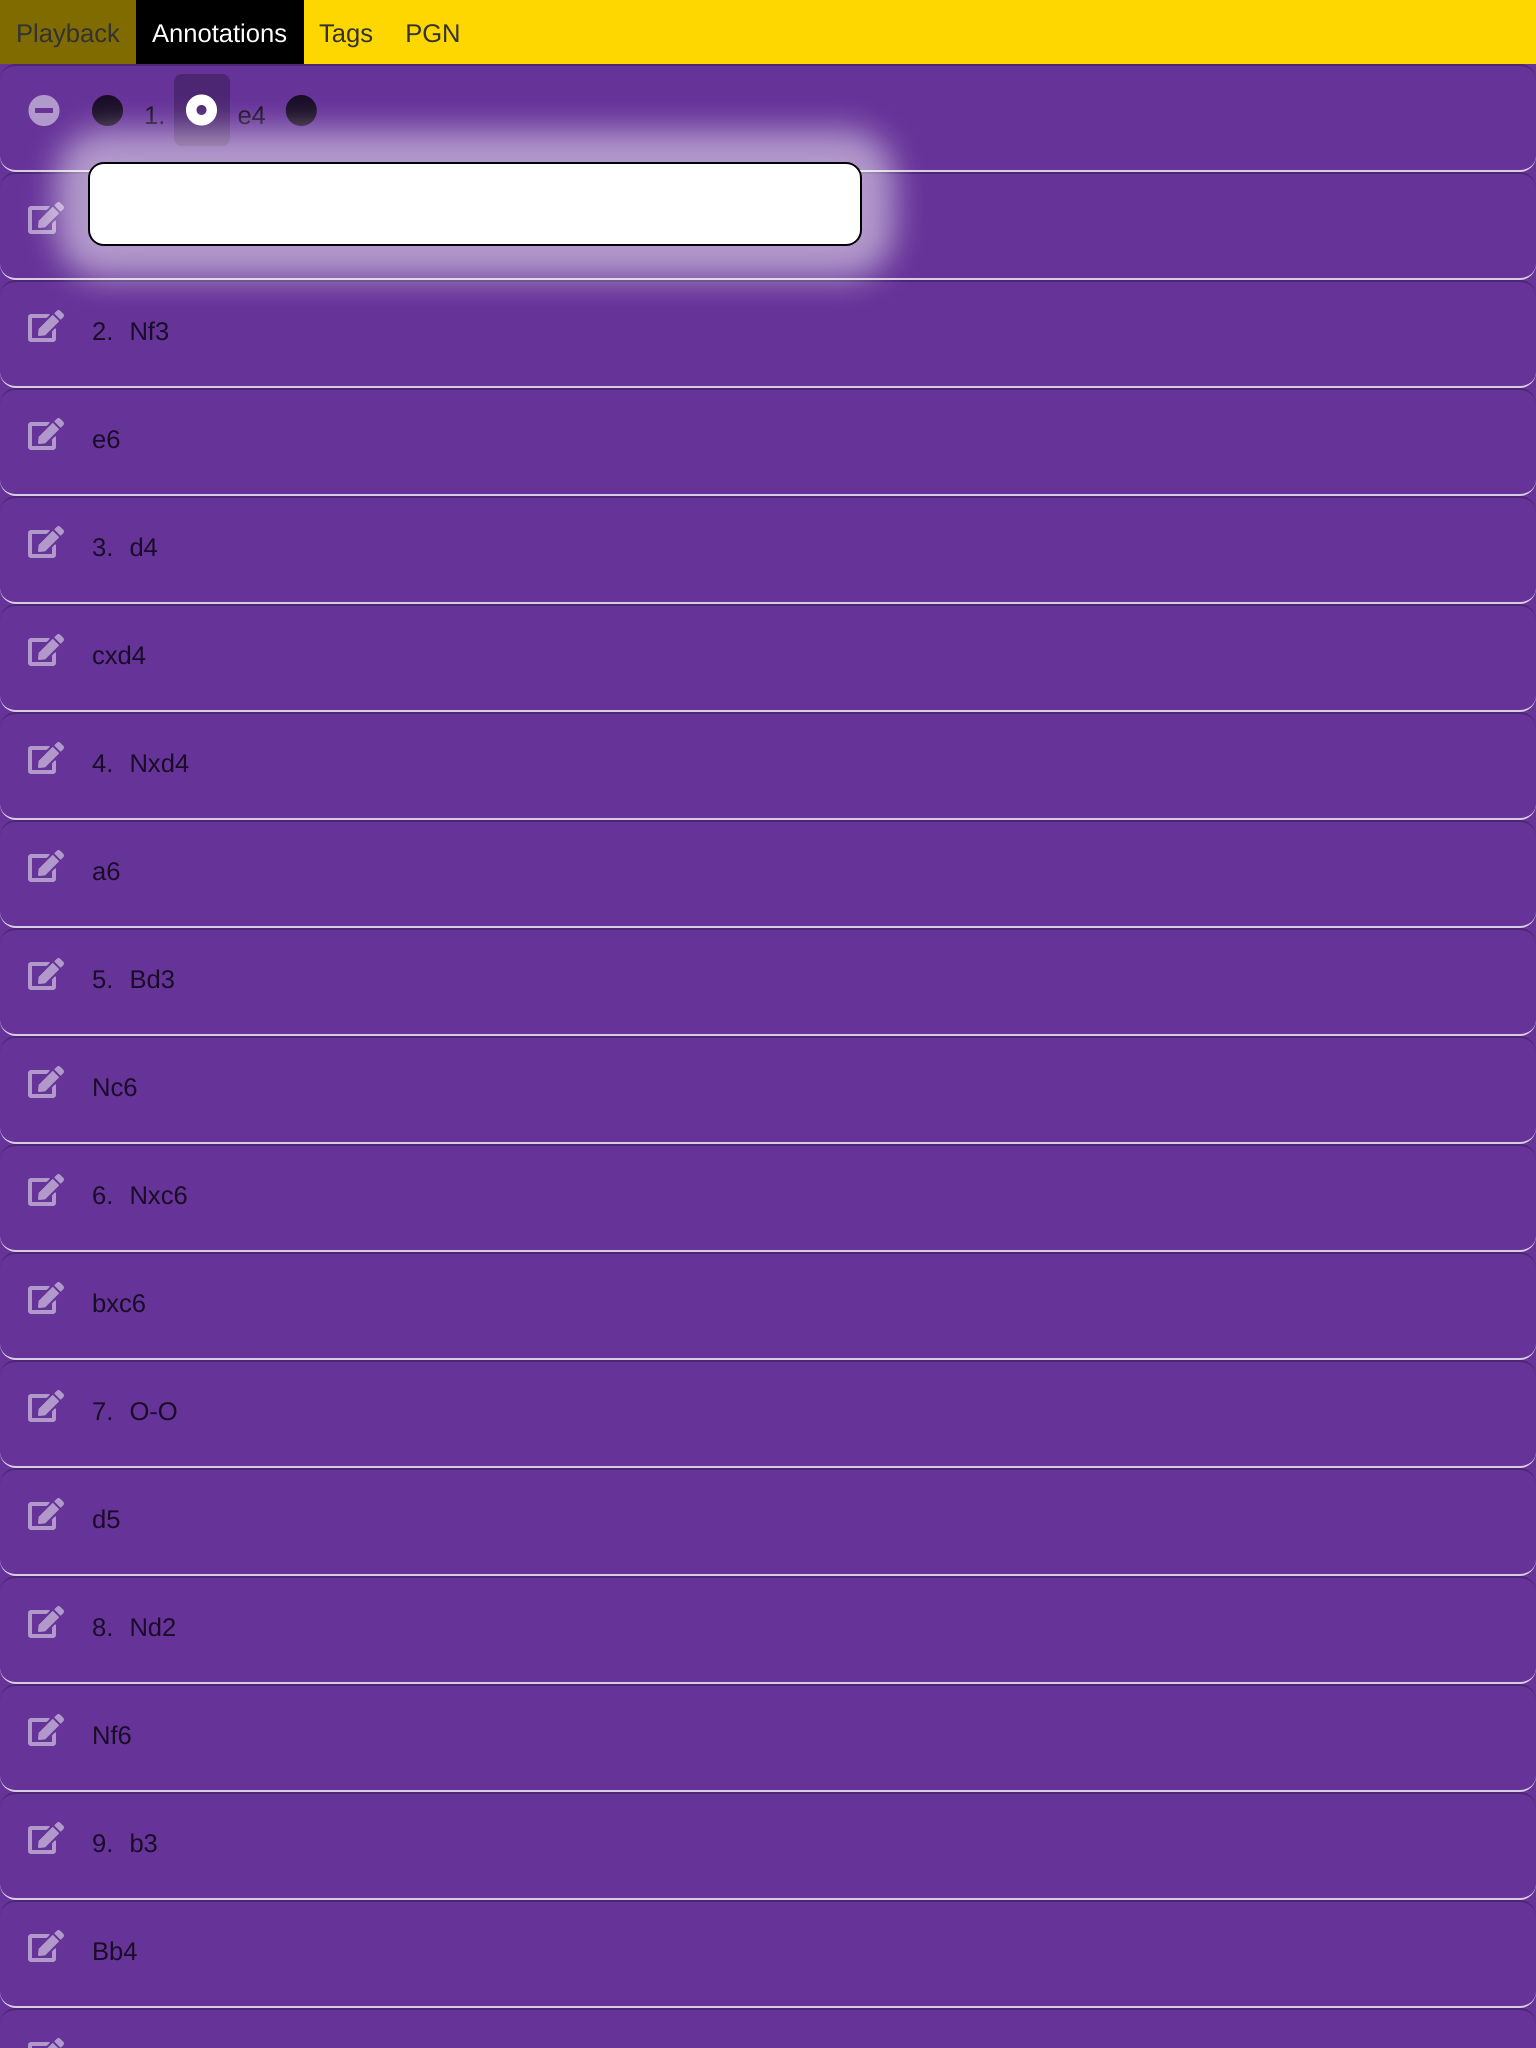 Playback Annotations Tags PGN
1. e4
2. Nf3
e6
3. d4
cxd4
4. Nxd4
a6
5. Bd3
Nc6
6. Nxc6
bxc6
7. O-O
d5
8. Nd2
Nf6
9. b3
Bb4